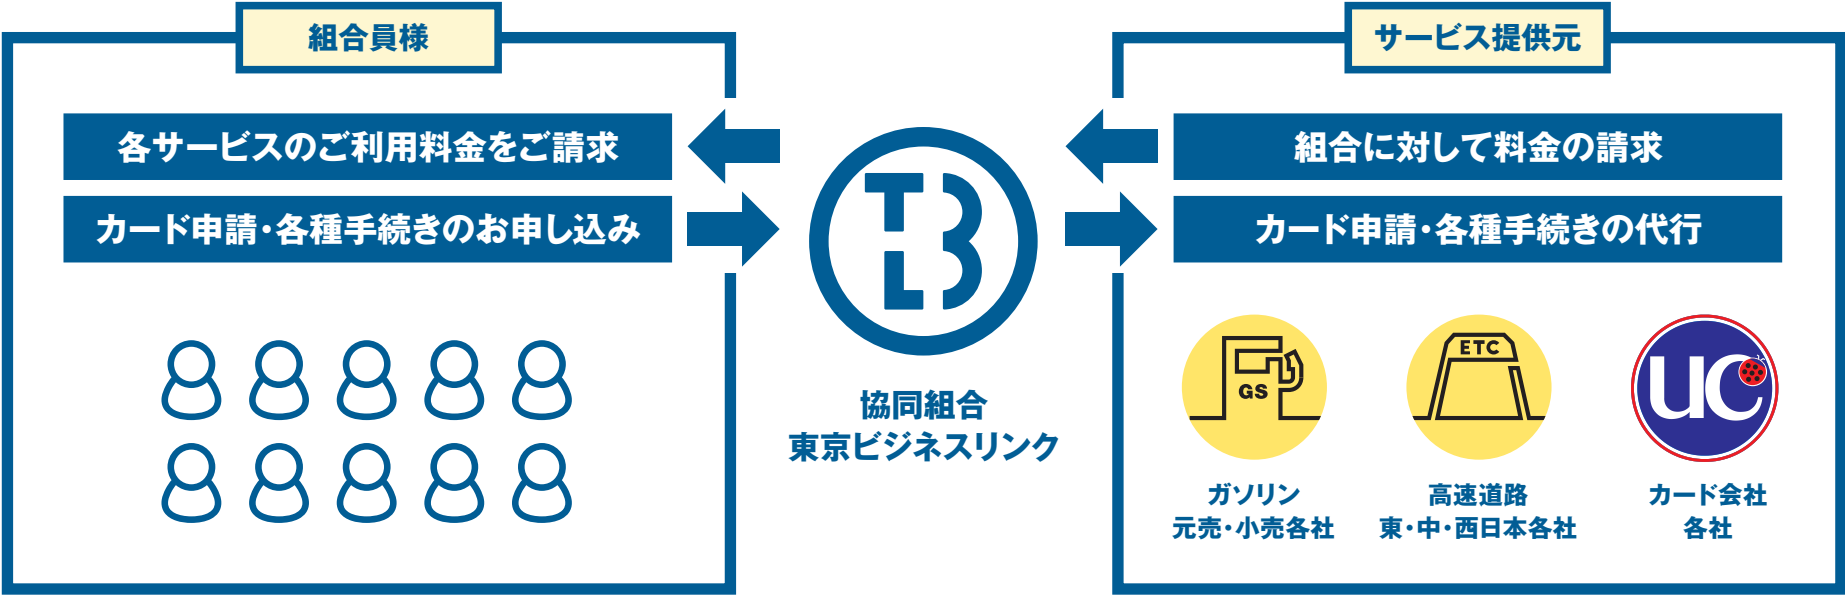 組合員様
各サービスのご利用料金をご請求
カード申請・各種手続きのお申し込み
TBL
協同組合
東京ビジネスリンク
サービス提供元
組合に対して料金の請求
カード申請・各種手続きの代行
GS
ガソリン
元売・小売各社
ETC
高速道路
東・中・西日本各社
UC
カード会社
各社